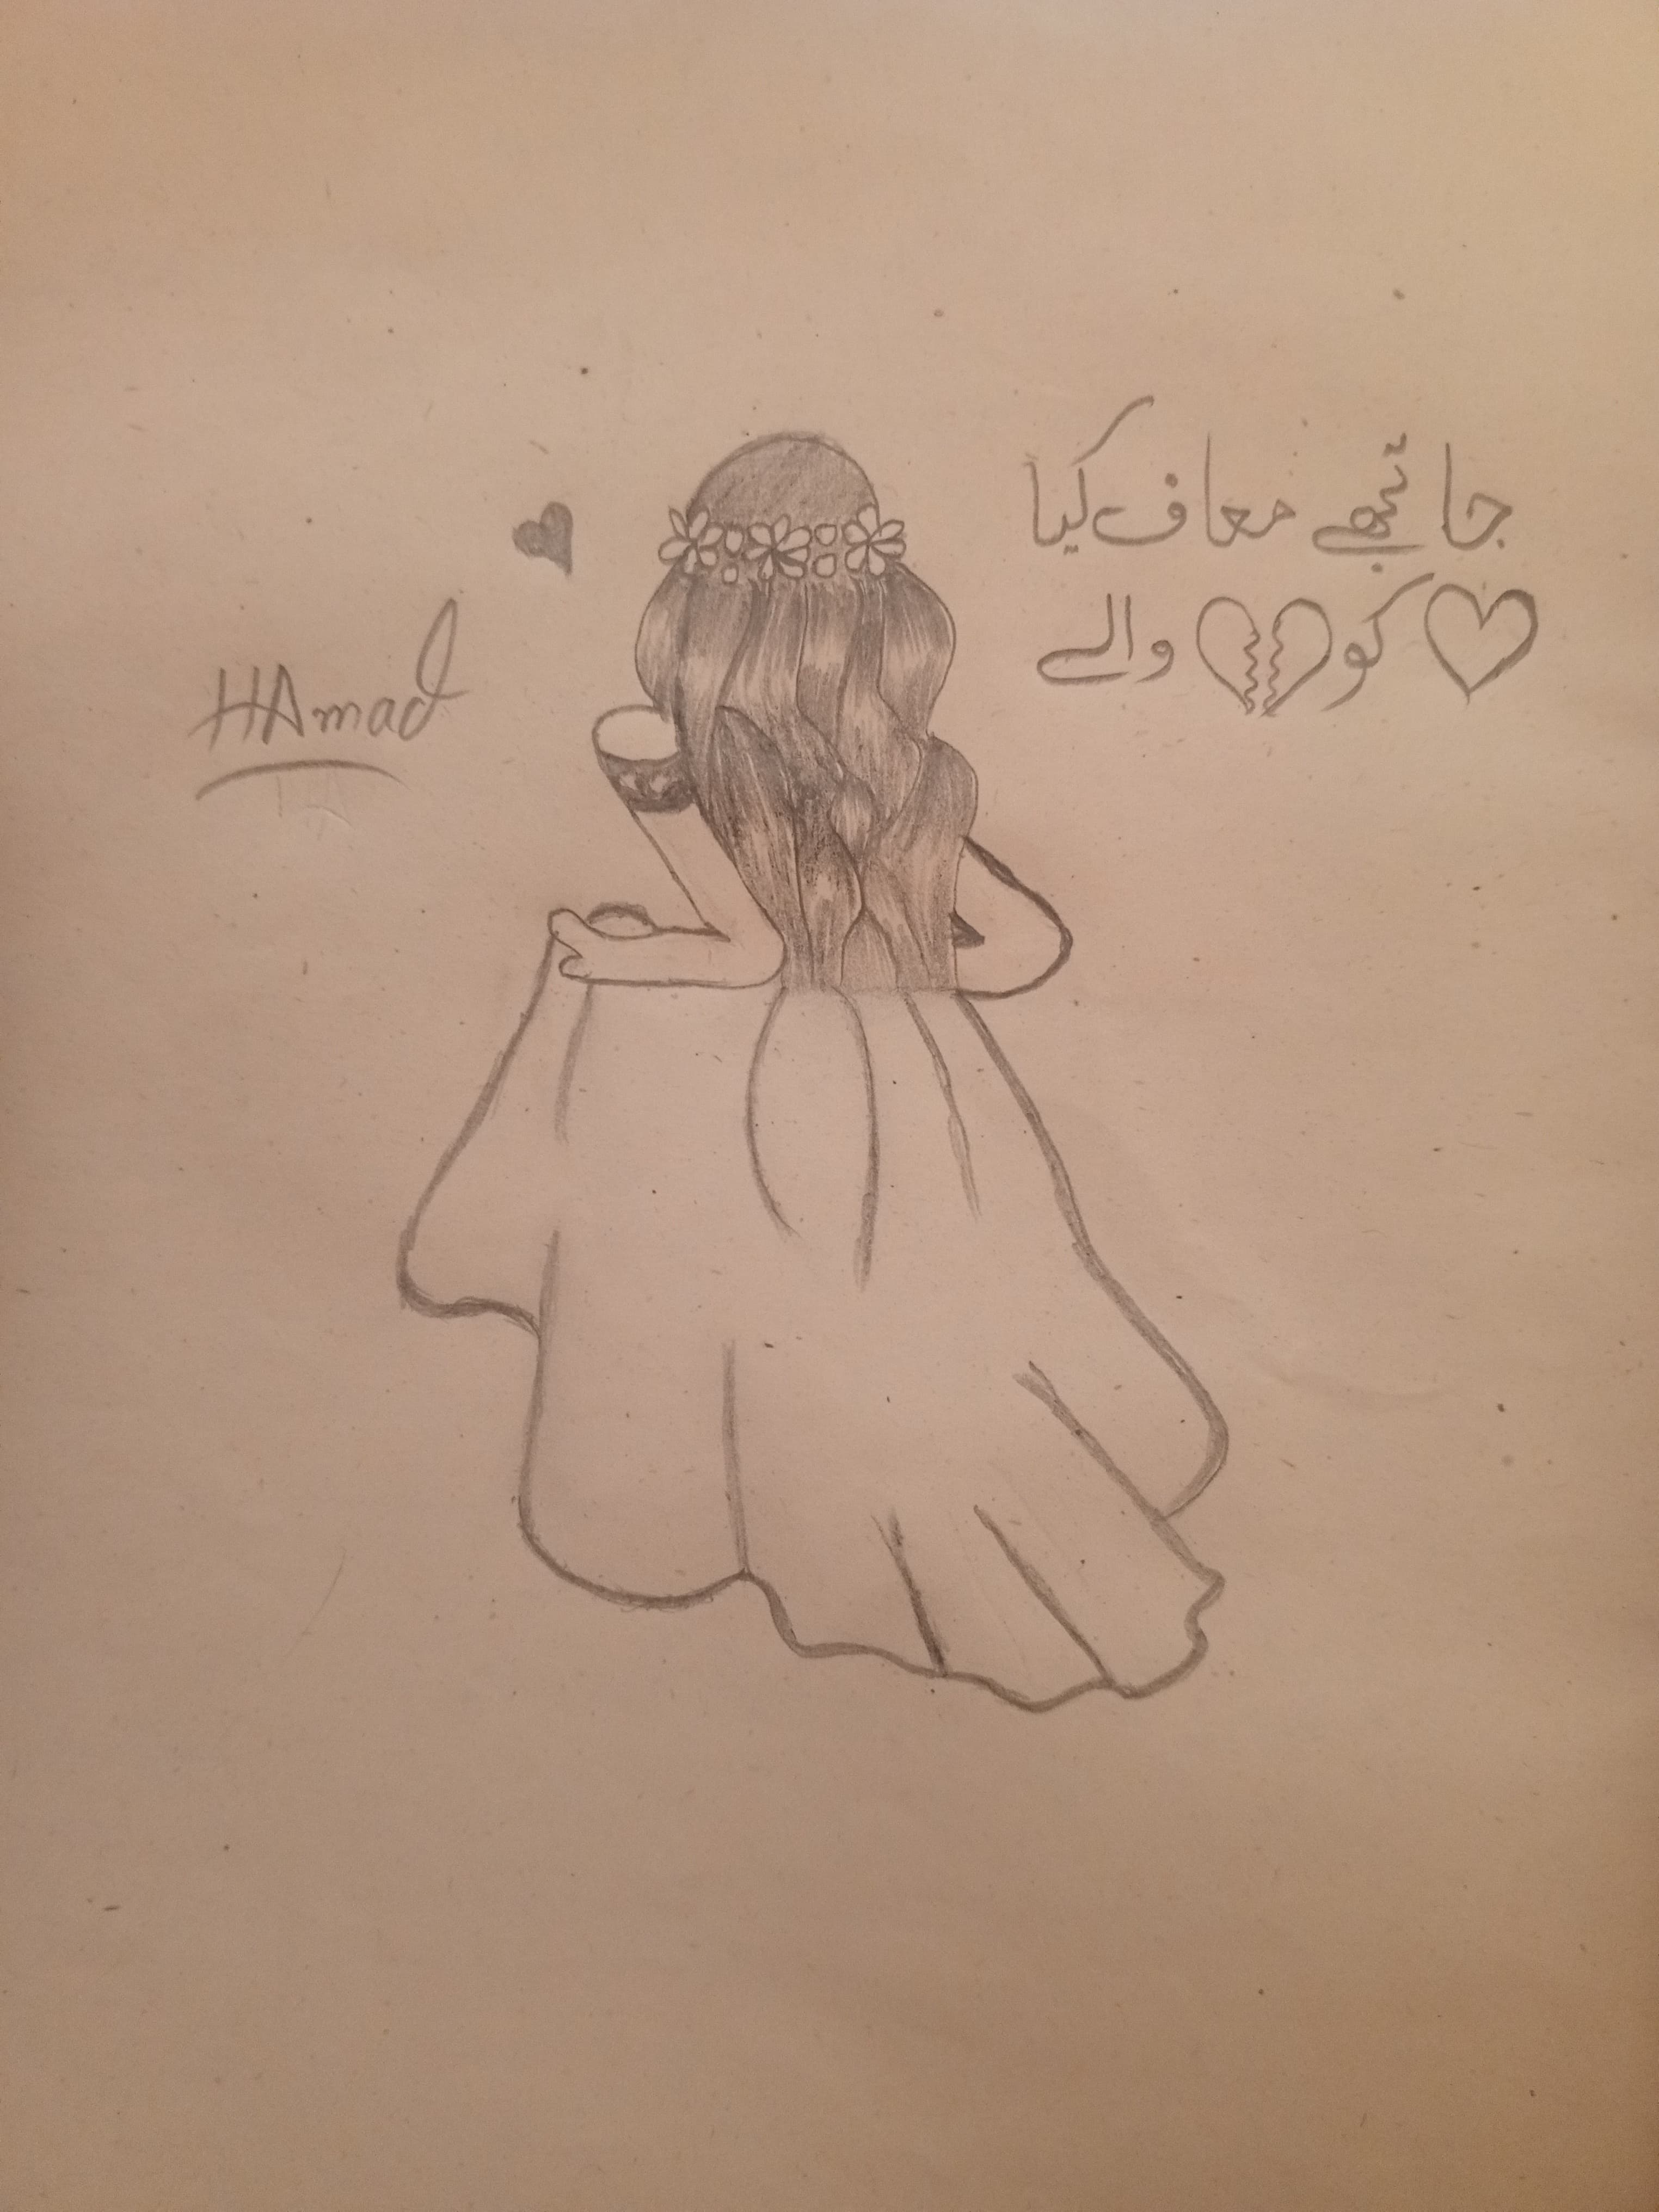 جا تجھے معاف کیا
♡ کو 💔 والے
HAmad